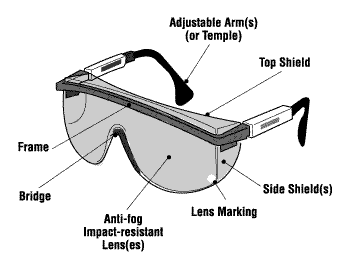 Adjustable Arm(s)
(or Temple)
Top Shield
Frame
Bridge
Side Shield(s)
Lens Marking
Anti-fog
Impact-resistant
Lens(es)